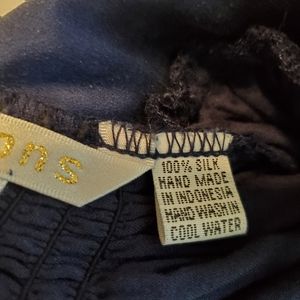 ons
100% SILK
HAND MADE
IN INDONESIA
HAND WASH IN
COOL WATER